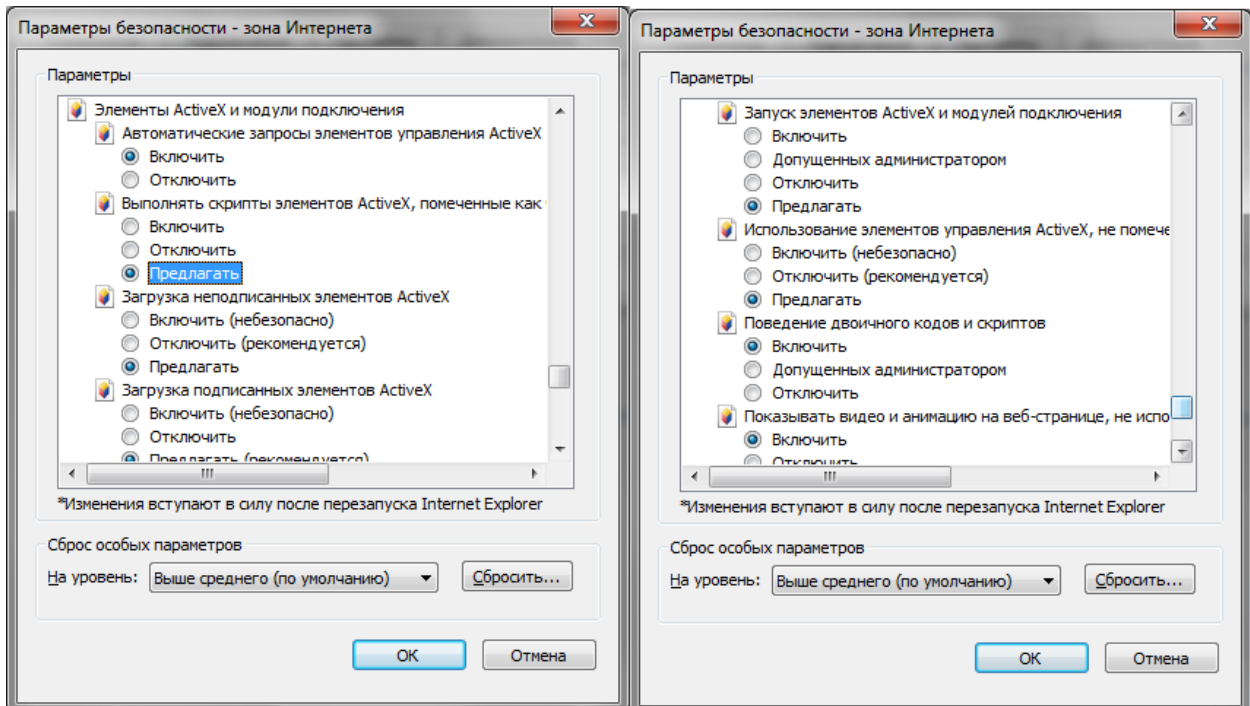 Параметры безопасности - зона Интернета
Параметры
Элементы ActiveX и модули подключения
Автоматические запросы элементов управления ActiveX
Включить
Отключить
Выполнять скрипты элементов ActiveX, помеченные как
Включить
Отключить
Предлагать
Загрузка неподписанных элементов ActiveX
Включить (небезопасно)
Отключить (рекомендуется)
Предлагать
Загрузка подписанных элементов ActiveX
Включить (небезопасно)
Отключить
Предлагать (рекомендуется)
*Изменения вступают в силу после перезапуска Internet Explorer
Сброс особых параметров
На уровень: Выше среднего (по умолчанию) Сбросить...
OK Отмена
Параметры безопасности - зона Интернета
Параметры
Запуск элементов ActiveX и модулей подключения
Включить
Допущенных администратором
Отключить
Предлагать
Использование элементов управления ActiveX, не помече
Включить (небезопасно)
Отключить (рекомендуется)
Предлагать
Поведение двоичного кодов и скриптов
Включить
Допущенных администратором
Отключить
Показывать видео и анимацию на веб-странице, не испо
Включить
Отключить
*Изменения вступают в силу после перезапуска Internet Explorer
Сброс особых параметров
На уровень: Выше среднего (по умолчанию) Сбросить...
OK Отмена